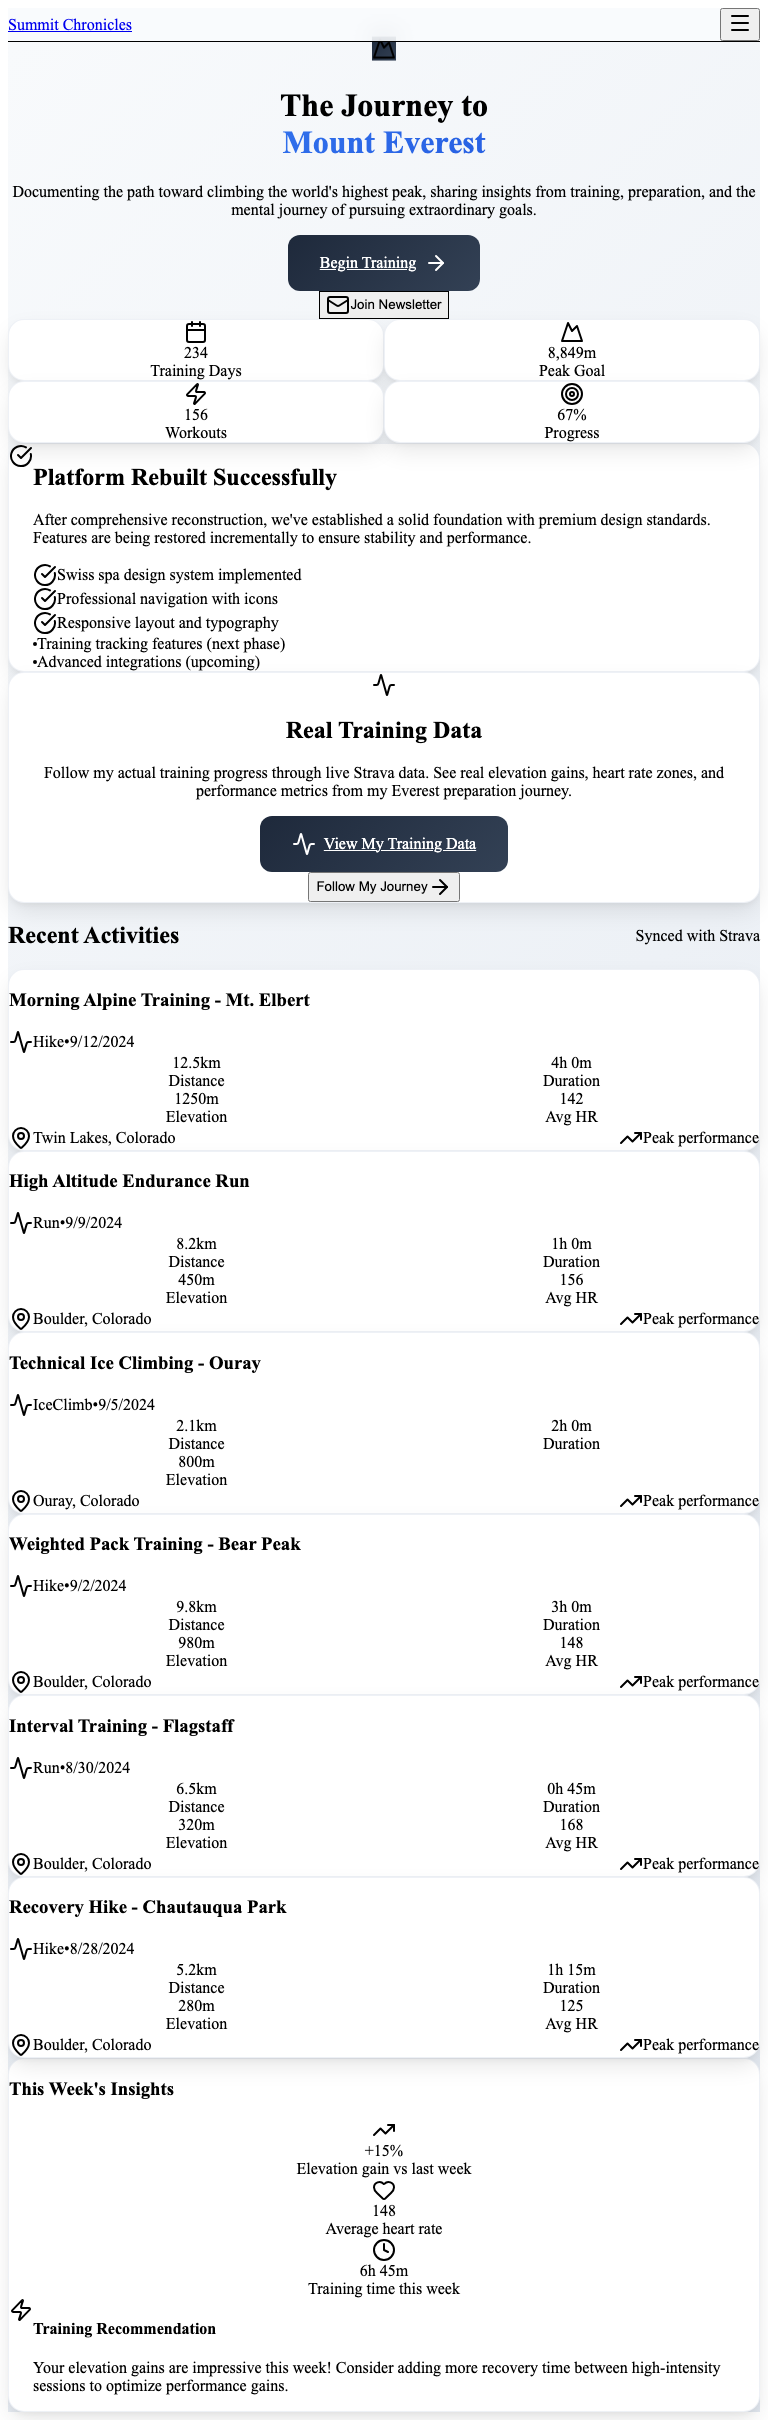 Summit Chronicles
The Journey to
Mount Everest
Documenting the path toward climbing the world's highest peak, sharing insights from training, preparation, and the
mental journey of pursuing extraordinary goals.
Begin Training
Join Newsletter
234
Training Days
8,849m
Peak Goal
156
Workouts
67%
Progress
Platform Rebuilt Successfully
After comprehensive reconstruction, we've established a solid foundation with premium design standards.
Features are being restored incrementally to ensure stability and performance.
Swiss spa design system implemented
Professional navigation with icons
Responsive layout and typography
•Training tracking features (next phase)
•Advanced integrations (upcoming)
Real Training Data
Follow my actual training progress through live Strava data. See real elevation gains, heart rate zones, and
performance metrics from my Everest preparation journey.
View My Training Data
Follow My Journey
Recent Activities
Synced with Strava
Morning Alpine Training - Mt. Elbert
Hike•9/12/2024
12.5km
Distance
4h 0m
Duration
1250m
Elevation
142
Avg HR
Twin Lakes, Colorado
Peak performance
High Altitude Endurance Run
Run•9/9/2024
8.2km
Distance
1h 0m
Duration
450m
Elevation
156
Avg HR
Boulder, Colorado
Peak performance
Technical Ice Climbing - Ouray
IceClimb•9/5/2024
2.1km
Distance
2h 0m
Duration
800m
Elevation
Ouray, Colorado
Peak performance
Weighted Pack Training - Bear Peak
Hike•9/2/2024
9.8km
Distance
3h 0m
Duration
980m
Elevation
148
Avg HR
Boulder, Colorado
Peak performance
Interval Training - Flagstaff
Run•8/30/2024
6.5km
Distance
0h 45m
Duration
320m
Elevation
168
Avg HR
Boulder, Colorado
Peak performance
Recovery Hike - Chautauqua Park
Hike•8/28/2024
5.2km
Distance
1h 15m
Duration
280m
Elevation
125
Avg HR
Boulder, Colorado
Peak performance
This Week's Insights
+15%
Elevation gain vs last week
148
Average heart rate
6h 45m
Training time this week
Training Recommendation
Your elevation gains are impressive this week! Consider adding more recovery time between high-intensity
sessions to optimize performance gains.